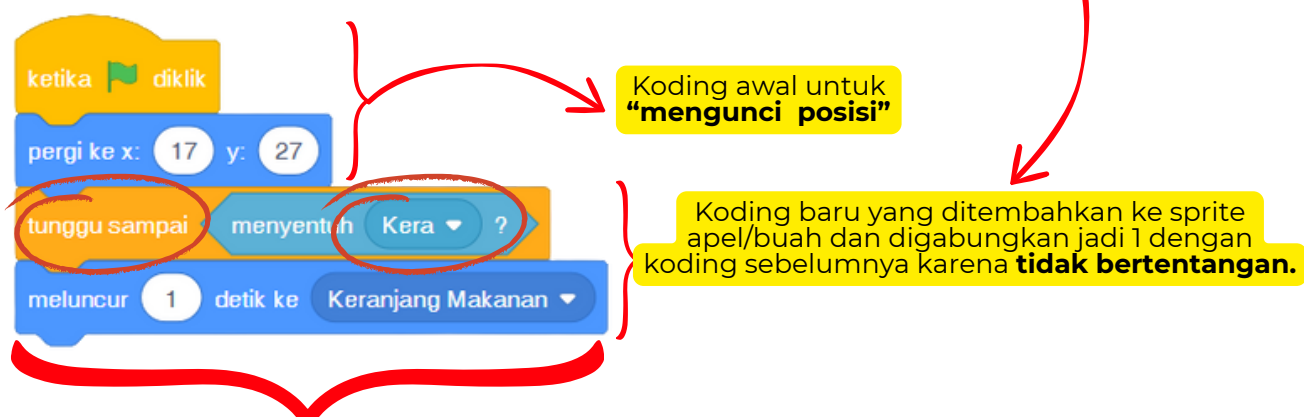 ketika diklik
pergi ke x: 17 y: 27
tunggu sampai menyentuh Kera ?
meluncur 1 detik ke Keranjang Makanan
Koding awal untuk
“mengunci posisi”
Koding baru yang ditembahkan ke sprite
apel/buah dan digabungkan jadi 1 dengan
koding sebelumnya karena tidak bertentangan.